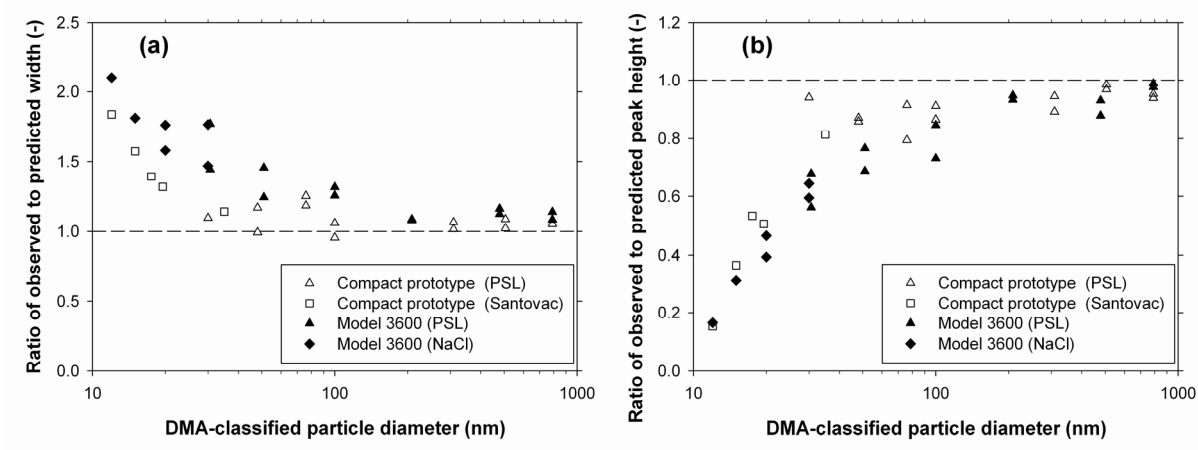 (a)
Ratio of observed to predicted width (-)
2.5
2.0
1.5
1.0
0.5
0.0
Compact prototype (PSL)
Compact prototype (Santovac)
Model 3600 (PSL)
Model 3600 (NaCl)
10
100
1000
DMA-classified particle diameter (nm)
(b)
Ratio of observed to predicted peak height (-)
1.2
1.0
0.8
0.6
0.4
0.2
0.0
Compact prototype (PSL)
Compact prototype (Santovac)
Model 3600 (PSL)
Model 3600 (NaCl)
10
100
1000
DMA-classified particle diameter (nm)